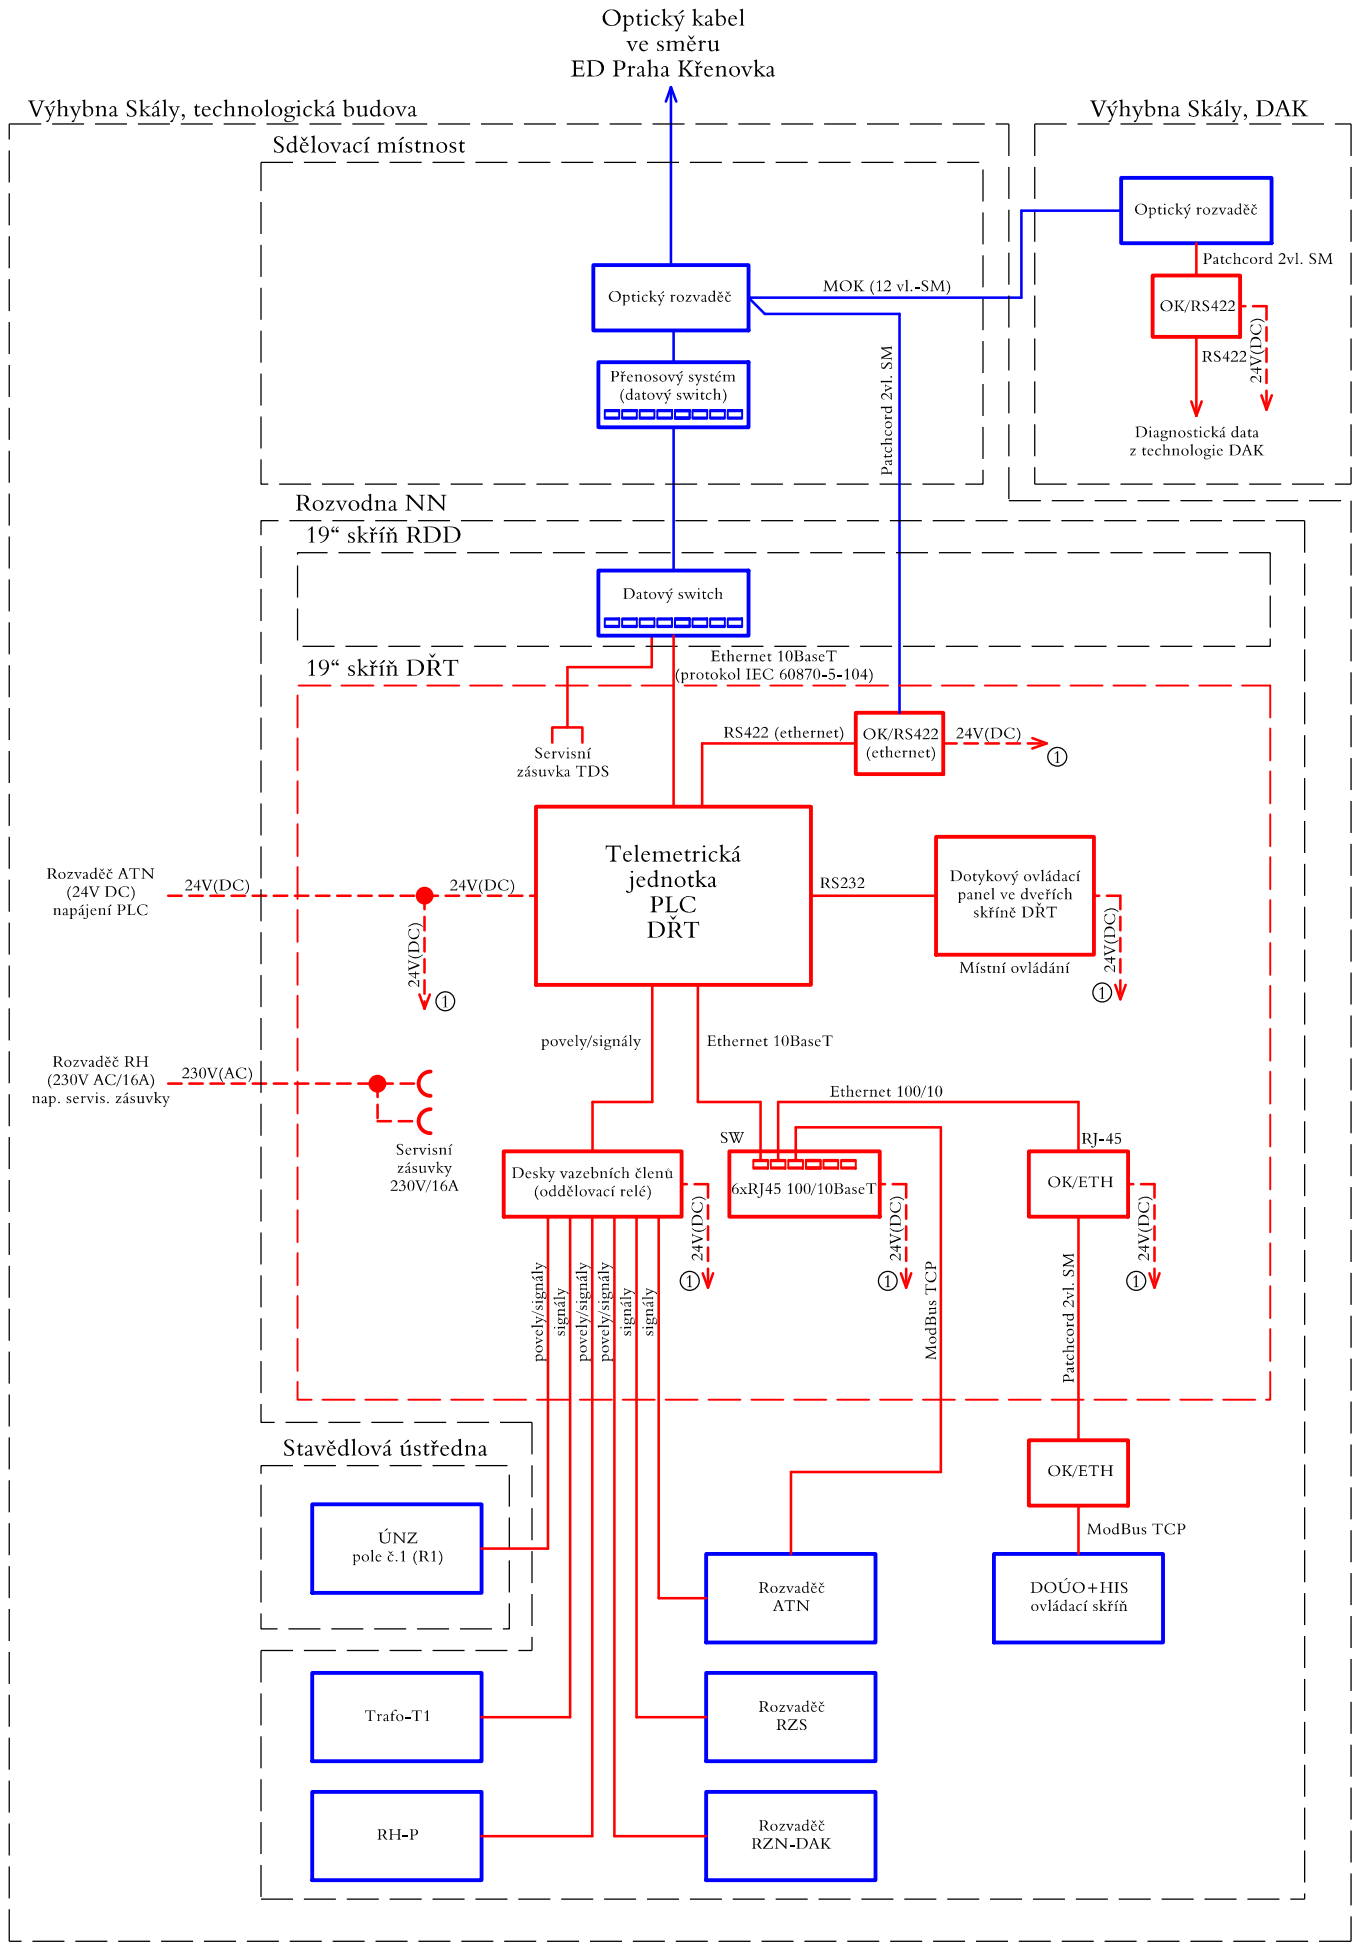 Optický kabel
ve směru
ED Praha Křenovka
Výhybna Skály, technologická budova
Výhybna Skály, DAK
Sdělovací místnost
Optický rozvaděč
Patchcord 2vl. SM
OK/RS422
24V(DC)
RS422
Diagnostická data
z technologie DAK
Optický rozvaděč
MOK (12 vl.-SM)
Přenosový systém
(datový switch)
Patchcord 2vl. SM
Rozvodna NN
19“ skříň RDD
Datový switch
Ethernet 10BaseT
(protokol IEC 60870-5-104)
19“ skříň DŘT
Servisní
zásuvka TDS
RS422 (ethernet)
OK/RS422
(ethernet)
24V(DC)
1
Telemetrická
jednotka
PLC
DŘT
Rozvaděč ATN
(24V DC)
napájení PLC
24V(DC)
24V(DC)
24V(DC)
1
RS232
Dotykový ovládací
panel ve dveřích
skříně DŘT
Místní ovládání
24V(DC)
1
povely/signály
Ethernet 10BaseT
Rozvaděč RH
(230V AC/16A)
nap. servis. zásuvky
230V(AC)
Servisní
zásuvky
230V/16A
Ethernet 100/10
SW
RJ-45
Desky vazebních členů
(oddělovací relé)
24V(DC)
1
6xRJ45 100/10BaseT
24V(DC)
1
OK/ETH
24V(DC)
1
povely/signály
signály
povely/signály
povely/signály
signály
signály
ModBus TCP
Patchcord 2vl. SM
Stavědlová ústředna
OK/ETH
ModBus TCP
ÚNZ
pole č.1 (R1)
Rozvaděč
ATN
DOÚO+HIS
ovládací skříň
Trafo-T1
Rozvaděč
RZS
RH-P
Rozvaděč
RZN-DAK